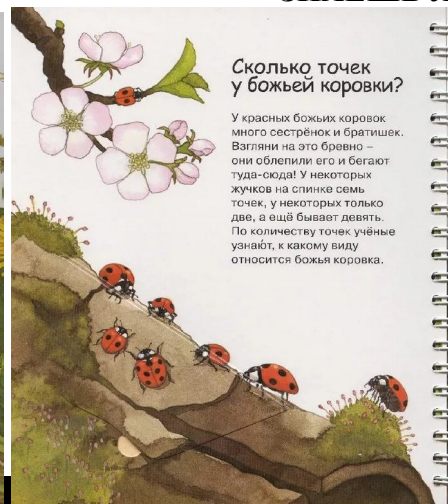 Сколько точек
у божьей коровки?
У красных божьих коровок
много сестрёнок и братишек.
Взгляни на это бревно –
они облепили его и бегают
туда-сюда! У некоторых
жучков на спинке семь
точек, у некоторых только
две, а ещё бывает девять.
По количеству точек учёные
узнаю́т, к какому виду
относится божья коровка.